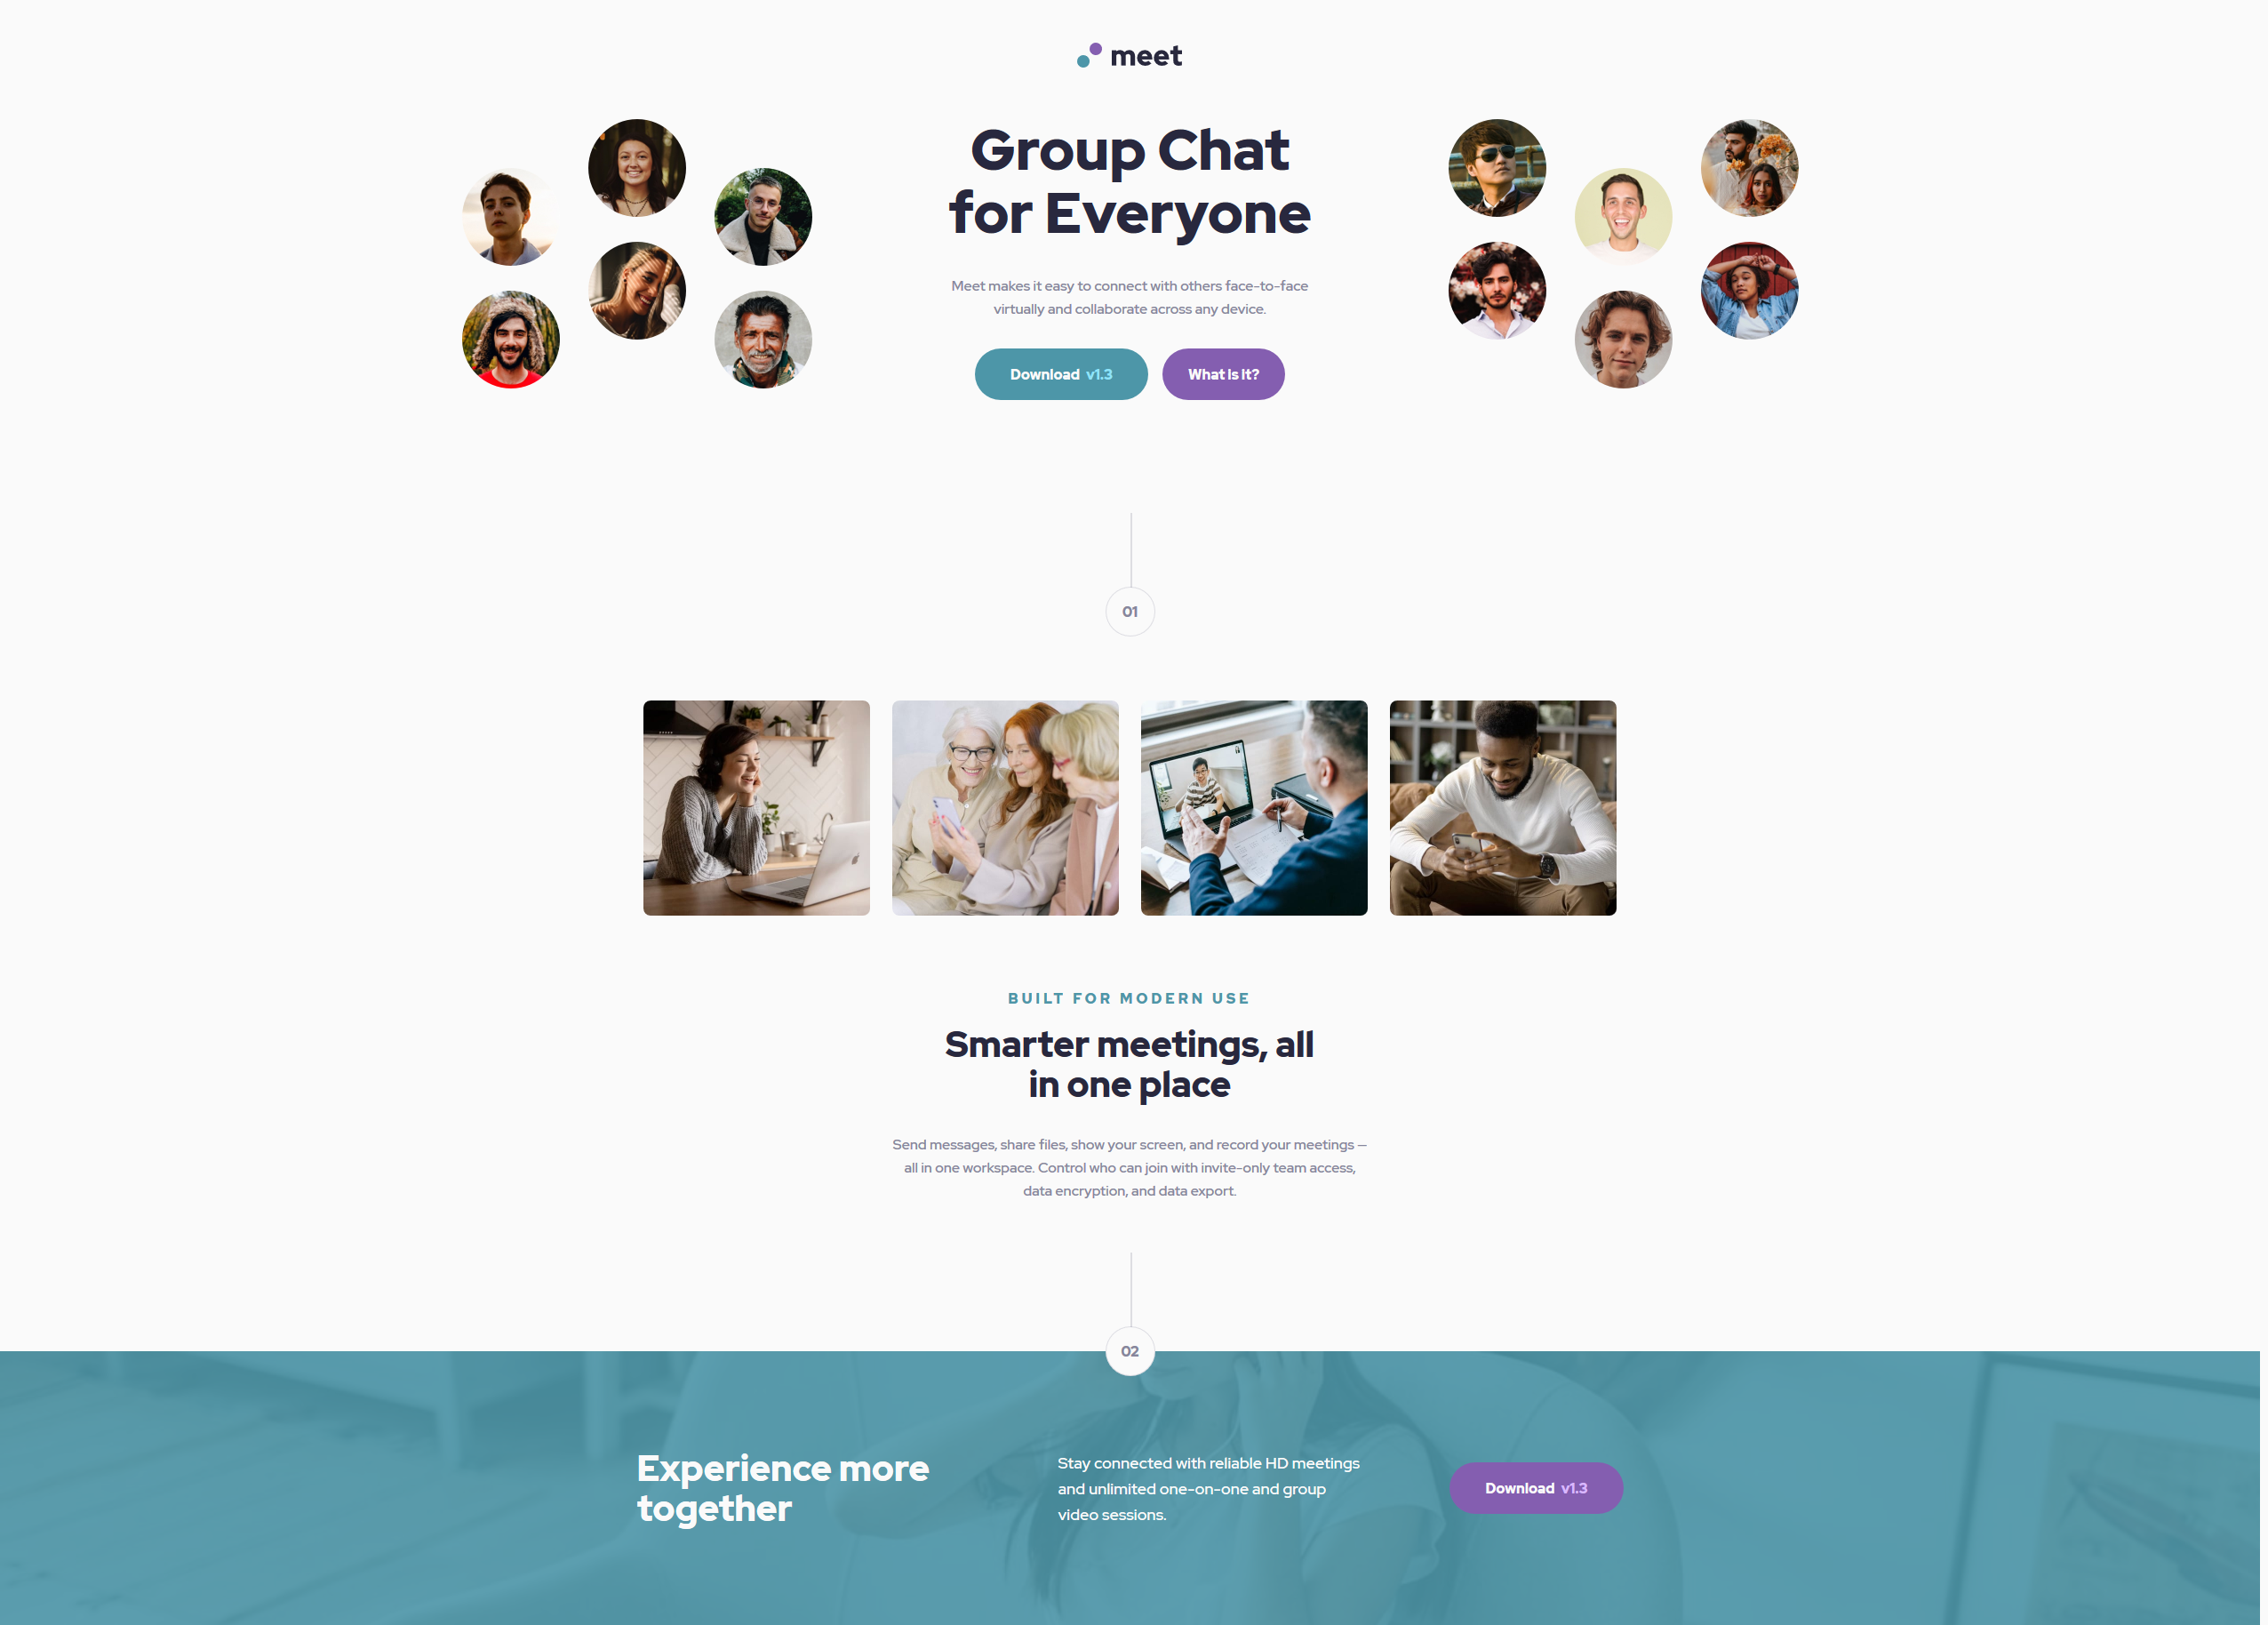 meet
Group Chat
for Everyone
Meet makes it easy to connect with others face-to-face
virtually and collaborate across any device.
Download v1.3
What is it?
01
BUILT FOR MODERN USE
Smarter meetings, all
in one place
Send messages, share files, show your screen, and record your meetings —
all in one workspace. Control who can join with invite-only team access,
data encryption, and data export.
02
Experience more
together
Stay connected with reliable HD meetings
and unlimited one-on-one and group
video sessions.
Download v1.3